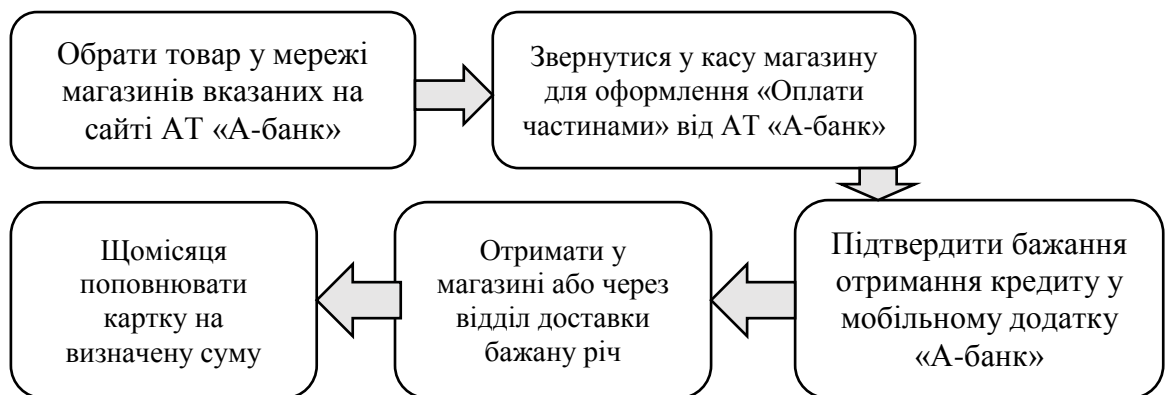 Обрати товар у мережі
магазинів вказаних на
сайті АТ «А-банк»
Звернутися у касу магазину
для оформлення «Оплати
частинами» від АТ «А-банк»
Підтвердити бажання
отримання кредиту у
мобільному додатку
«А-банк»
Отримати у
магазині або через
відділ доставки
бажану річ
Щомісяця
поповнювати
картку на
визначену суму